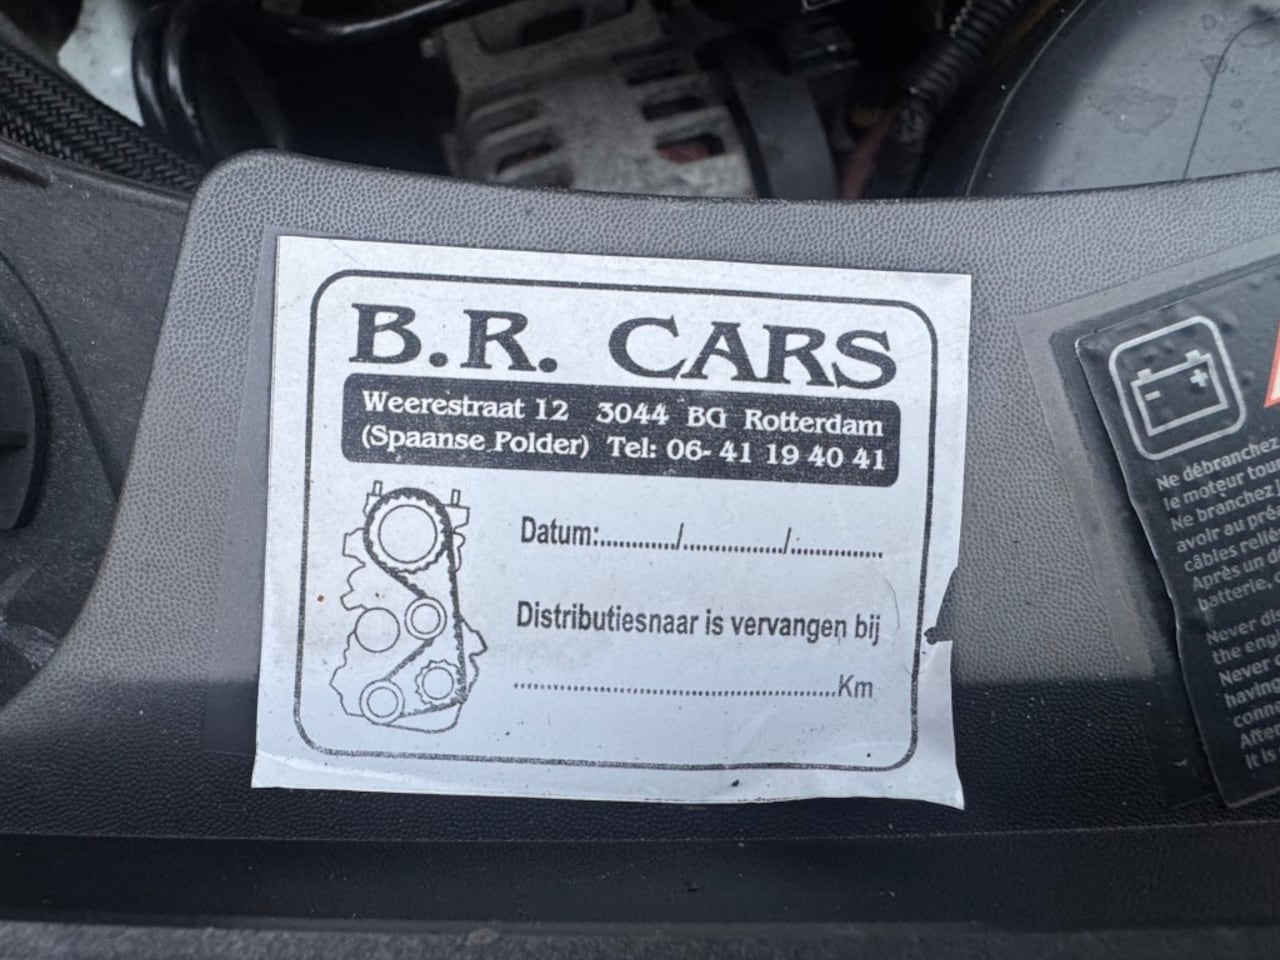 B.R. CARS
Weerestraat 12 3044 BG Rotterdam
(Spaanse Polder) Tel: 06- 41 19 40 41
Datum:............/................/...............
Distributiesnaar is vervangen bij
......................................................Km
Ne débranchez
le moteur tour
Ne branchez
avoir au pré
câbles relié
Après un d
batterie,
Never di
the eng
Never
having
conne
After
it is